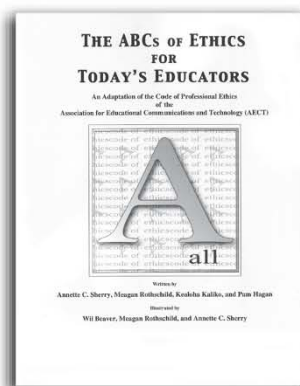 THE ABCs OF ETHICS
FOR
TODAY'S EDUCATORS
An Adaptation of the Code of Professional Ethics
of the
Association for Educational Communications and Technology (AECT)
A
all
Written by
Annette C. Sherry, Meagan Rothschild, Kealoha Kaliko, and Pam Hagan
Illustrated by
Wil Beaver, Meagan Rothschild, and Annette C. Sherry